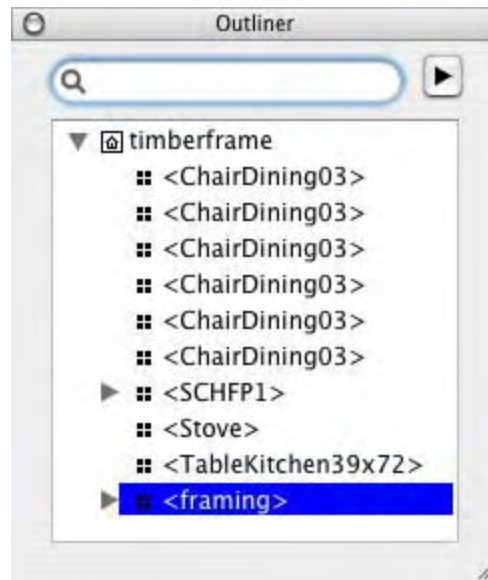 Outliner
timberframe
<ChairDining03>
<ChairDining03>
<ChairDining03>
<ChairDining03>
<ChairDining03>
<ChairDining03>
<SCHFP1>
<Stove>
<TableKitchen39x72>
<framing>